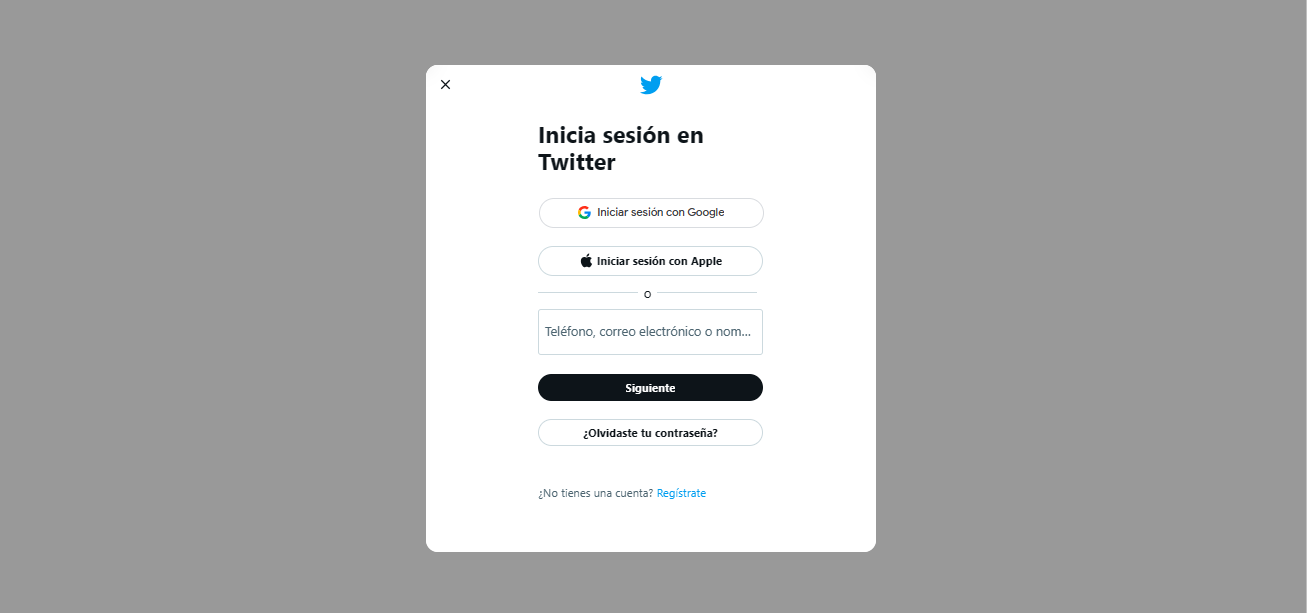 Inicia sesión en
Twitter
Iniciar sesión con Google
Iniciar sesión con Apple
o
Teléfono, correo electrónico o nom...
Siguiente
¿Olvidaste tu contraseña?
¿No tienes una cuenta? Regístrate